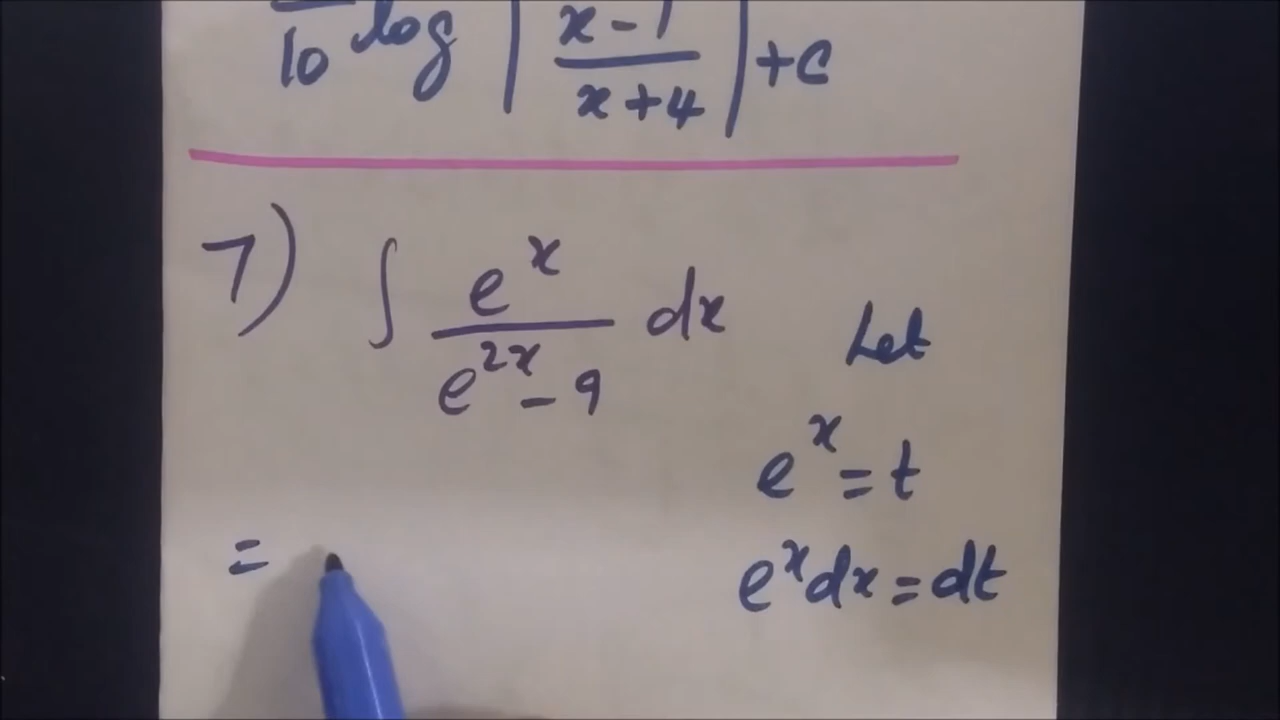 10 log | x-1 / x+4 | +c
7) ∫ e^x / e^2x - 9 dx
Let
e^x = t
e^x dx = dt
=